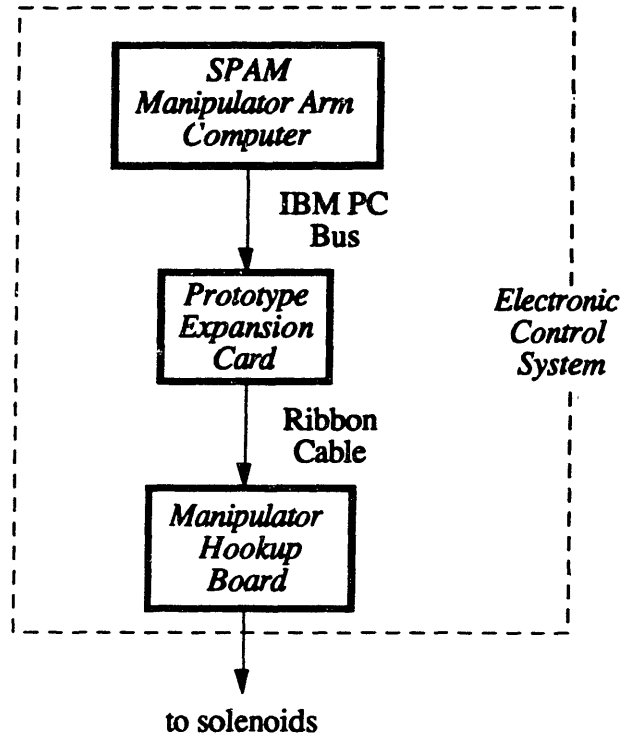 SPAM
Manipulator Arm
Computer
IBM PC
Bus
Prototype
Expansion
Card
Electronic
Control
System
Ribbon
Cable
Manipulator
Hookup
Board
to solenoids